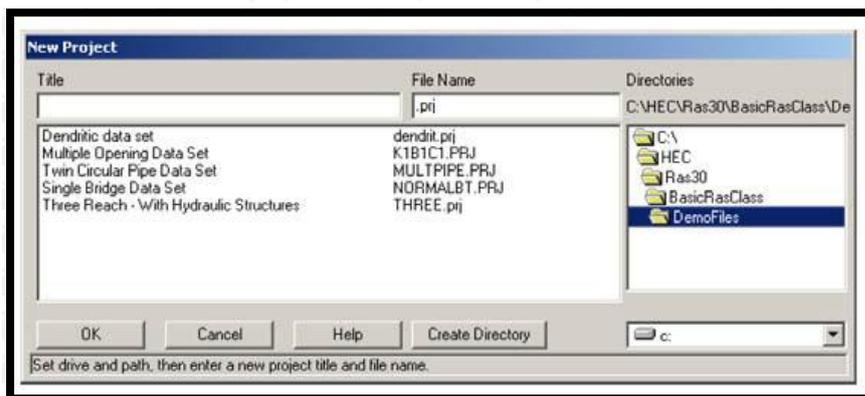 New Project
Title File Name Directories
.prj C:\HEC\Ras30\BasicRasClass\De
Dendritic data set dendrit.prj
Multiple Opening Data Set K1B1C1.PRJ
Twin Circular Pipe Data Set MULTPIPE.PRJ
Single Bridge Data Set NORMALBT.PRJ
Three Reach - With Hydraulic Structures THREE.prj
C:\
HEC
Ras30
BasicRasClass
DemoFiles
OK Cancel Help Create Directory c:
Set drive and path, then enter a new project title and file name.